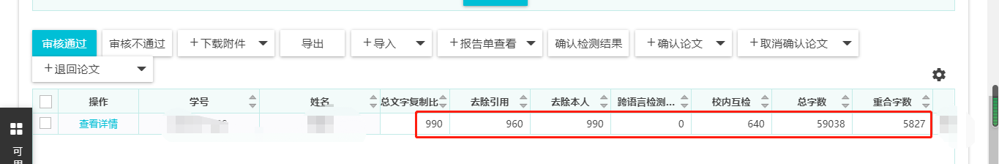 审核通过 审核不通过 +下载附件 导出 +导入 +报告单查看 确认检测结果 +确认论文 +取消确认论文
+退回论文
操作 学号 姓名 总文字复制比 去除引用 去除本人 跨语言检测... 校内互检 总字数 重合字数
查看详情 990 960 990 0 640 59038 5827
可